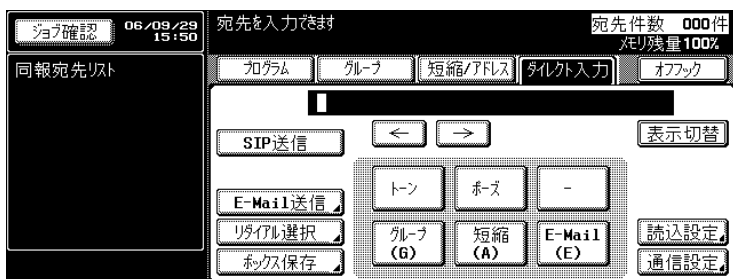 ジョブ確認
06/09/29
15:50
宛先を入力できます
宛先件数 000件
メモリ残量100%
同報宛先リスト
プログラム
グループ
短縮/アドレス
ダイレクト入力
オフフック
SIP送信
←
→
表示切替
E-Mail送信
トーン
ポーズ
-
リダイアル選択
グループ
(G)
短縮
(A)
E-Mail
(E)
読込設定
ボックス保存
通信設定